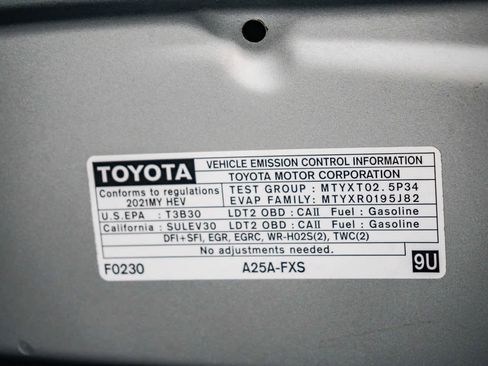 TOYOTA VEHICLE EMISSION CONTROL INFORMATION
TOYOTA MOTOR CORPORATION
Conforms to regulations TEST GROUP : MTYXT02.5P34
2021MY HEV EVAP FAMILY: MTYXR0195J82
U.S.EPA : T3B30 LDT2 OBD : CAII Fuel : Gasoline
California : SULEV30 LDT2 OBD : CAII Fuel : Gasoline
DFI+SFI, EGR, EGRC, WR-HO2S(2), TWC(2)
No adjustments needed.
F0230 A25A-FXS 9U